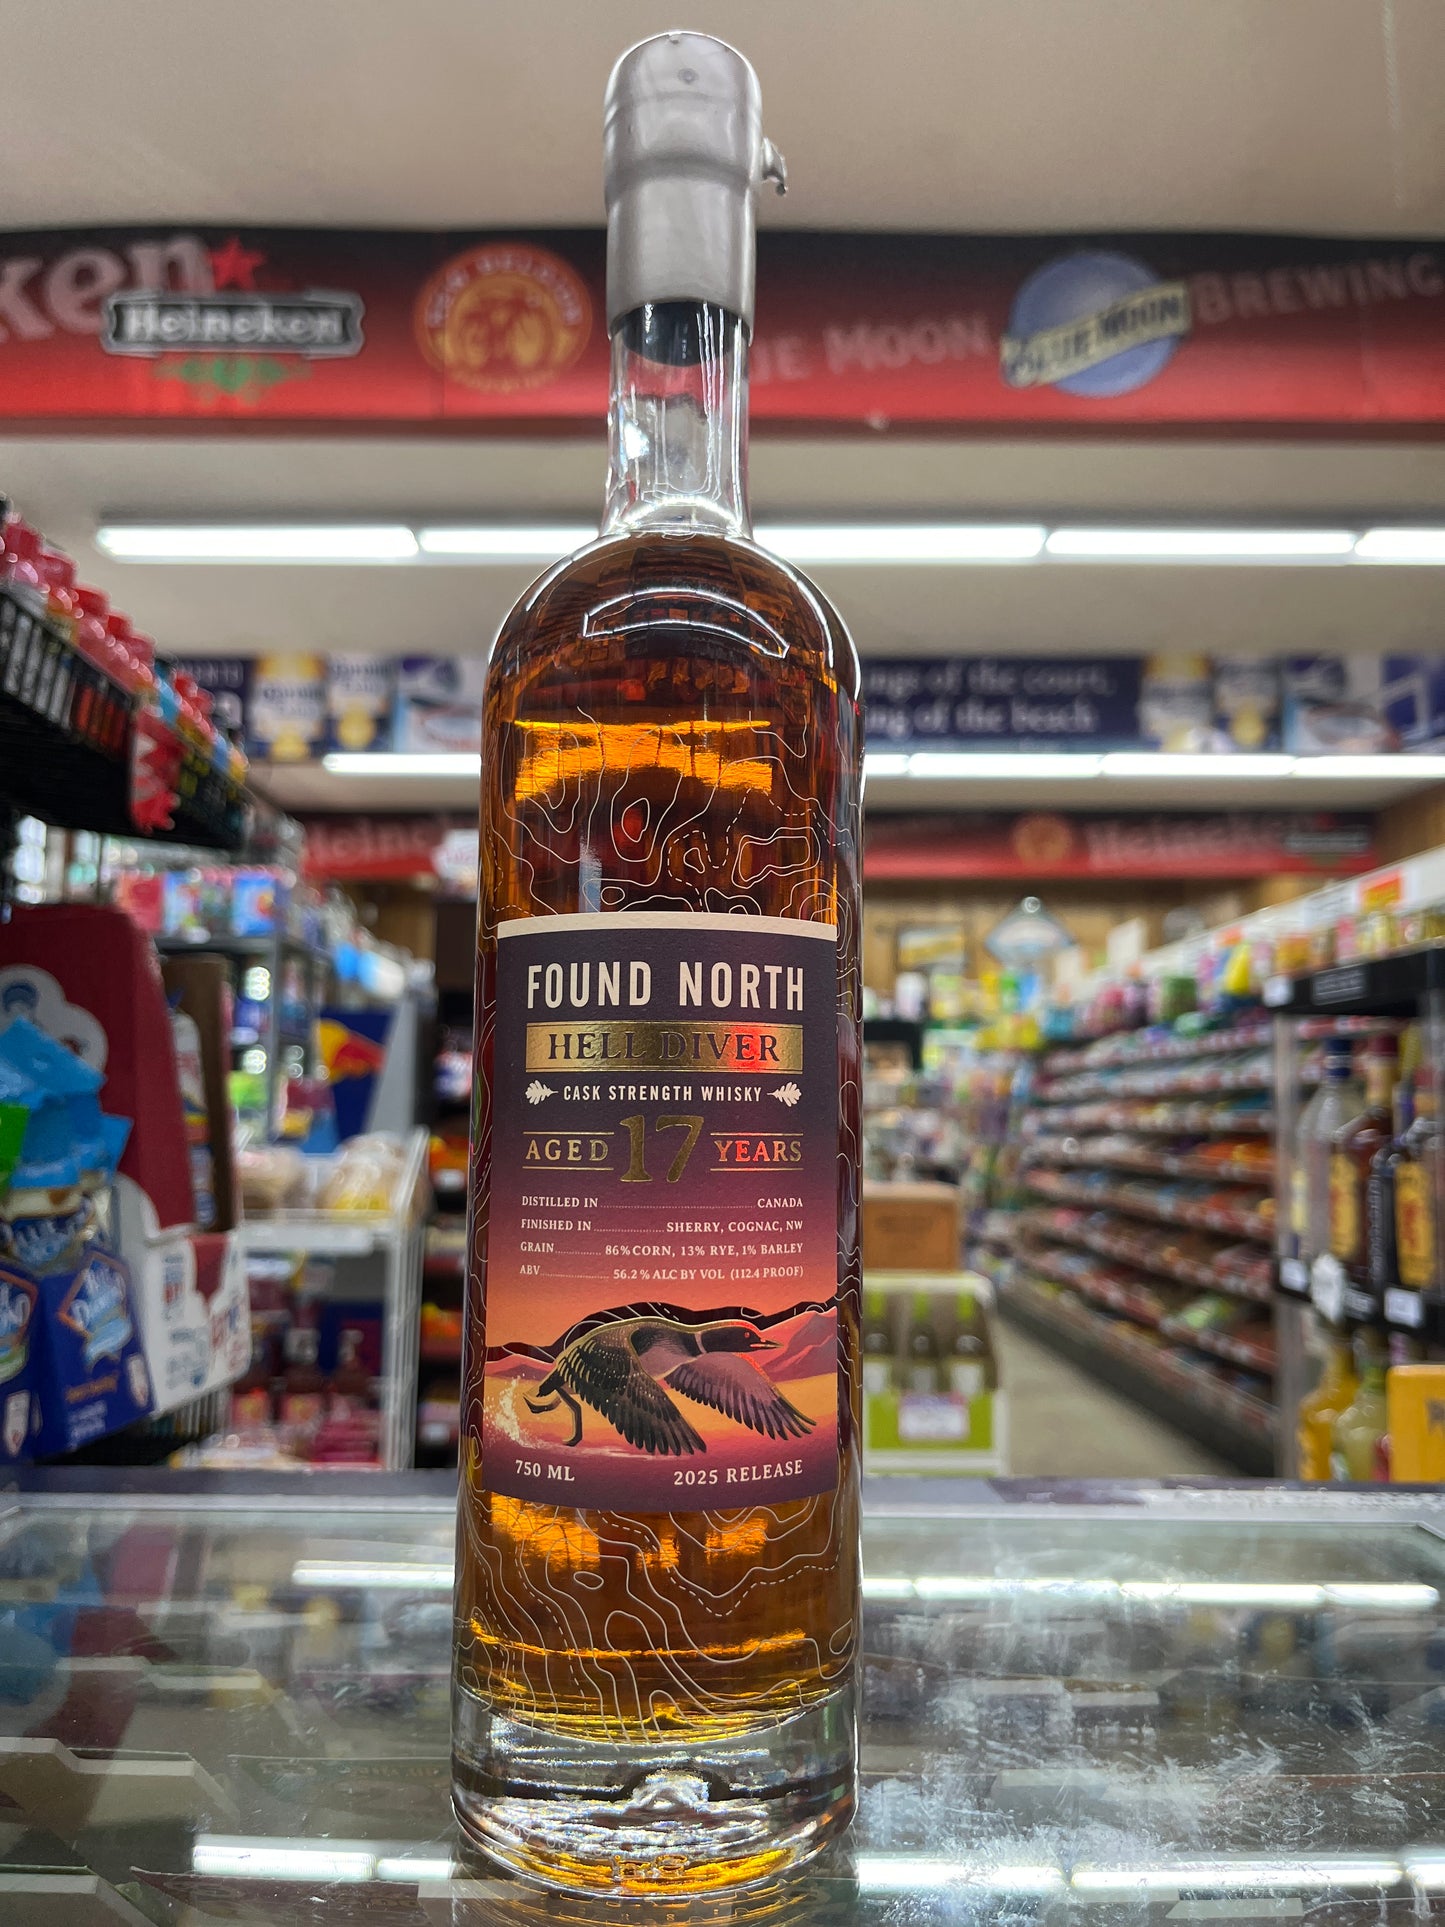 Heineken
BLUE MOON
BREWING
FOUND NORTH
HELL DIVER
CASK STRENGTH WHISKY
AGED 17 YEARS
DISTILLED IN CANADA
FINISHED IN SHERRY, COGNAC, NW
GRAIN 86% CORN, 13% RYE, 1% BARLEY
ABV 56.2% ALC BY VOL (112.4 PROOF)
750 ML
2025 RELEASE